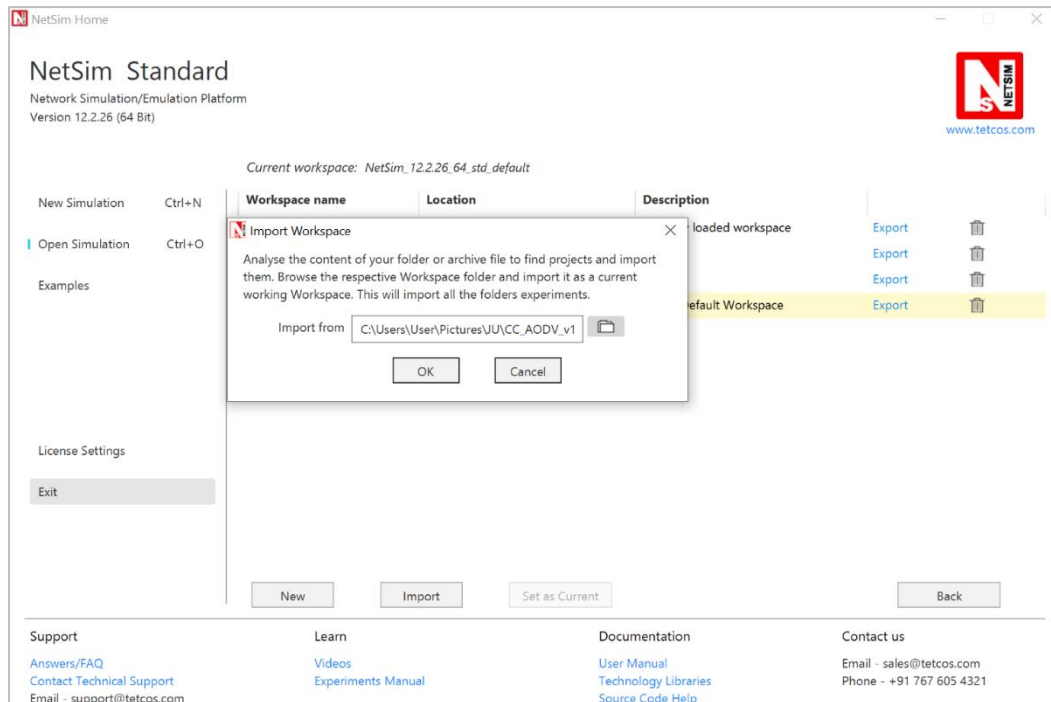 NetSim Home
NetSim Standard
Network Simulation/Emulation Platform
Version 12.2.26 (64 Bit)
NETSIM
www.tetcos.com
Current workspace: NetSim_12.2.26_64_std_default
New Simulation Ctrl+N
Open Simulation Ctrl+O
Examples
License Settings
Exit
Workspace name Location Description
loaded workspace Export
Export
Export
efault Workspace Export
Import Workspace
Analyse the content of your folder or archive file to find projects and import
them. Browse the respective Workspace folder and import it as a current
working Workspace. This will import all the folders experiments.
Import from C:\Users\User\Pictures\JU\CC_AODV_v1
OK Cancel
New Import Set as Current Back
Support Learn Documentation Contact us
Answers/FAQ Videos User Manual Email - sales@tetcos.com
Contact Technical Support Experiments Manual Technology Libraries Phone - +91 767 605 4321
Email - support@tetcos.com Source Code Help